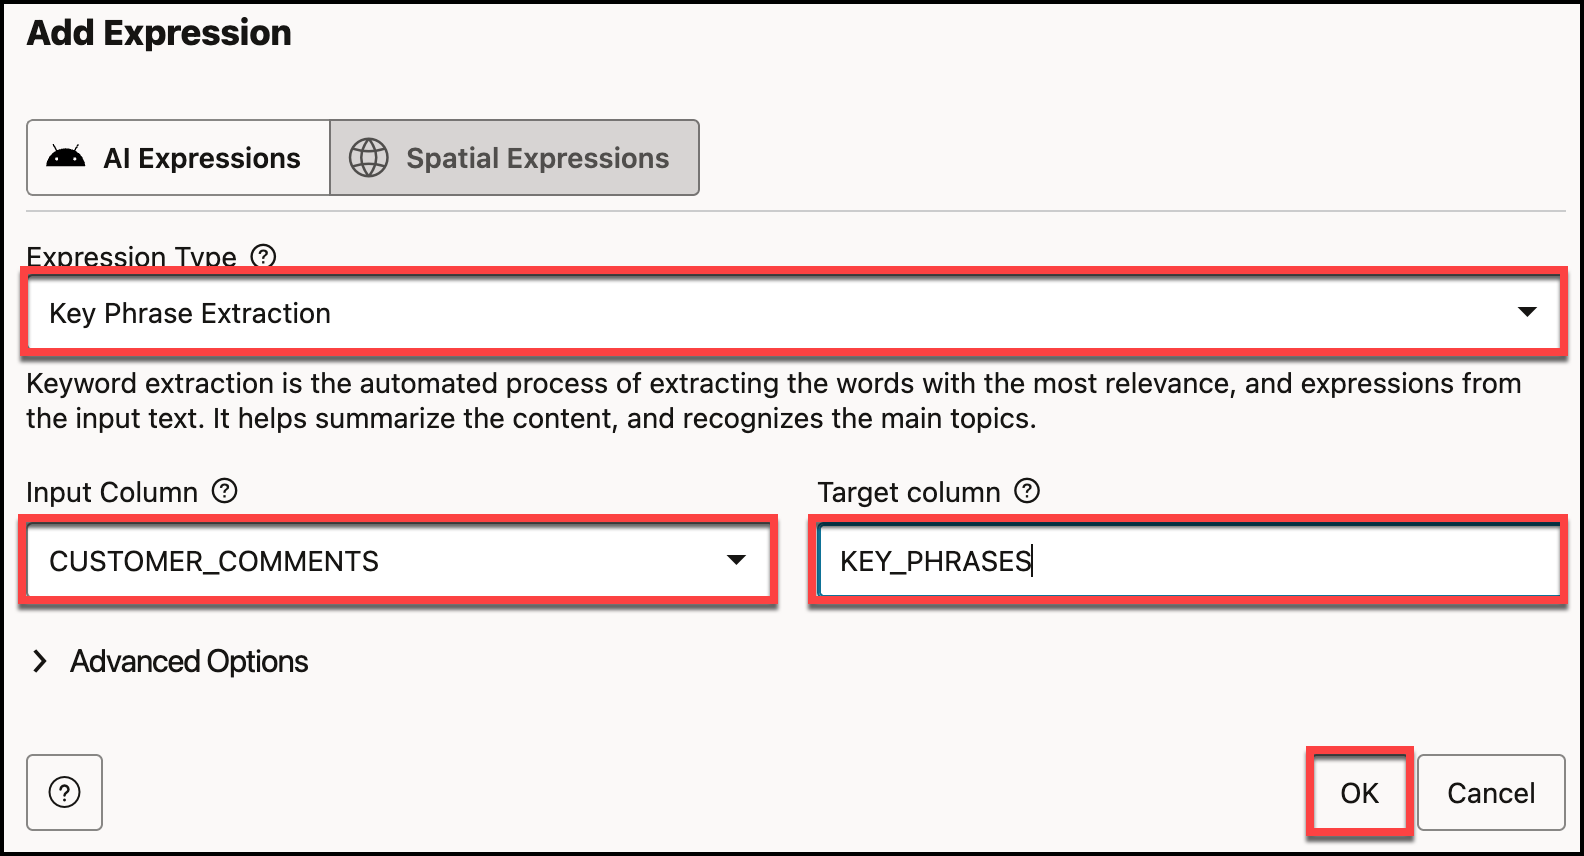 Add Expression
AI Expressions
Spatial Expressions
Expression Type ?
Key Phrase Extraction
Keyword extraction is the automated process of extracting the words with the most relevance, and expressions from
the input text. It helps summarize the content, and recognizes the main topics.
Input Column ?
Target column ?
CUSTOMER_COMMENTS
KEY_PHRASES
Advanced Options
?
OK
Cancel